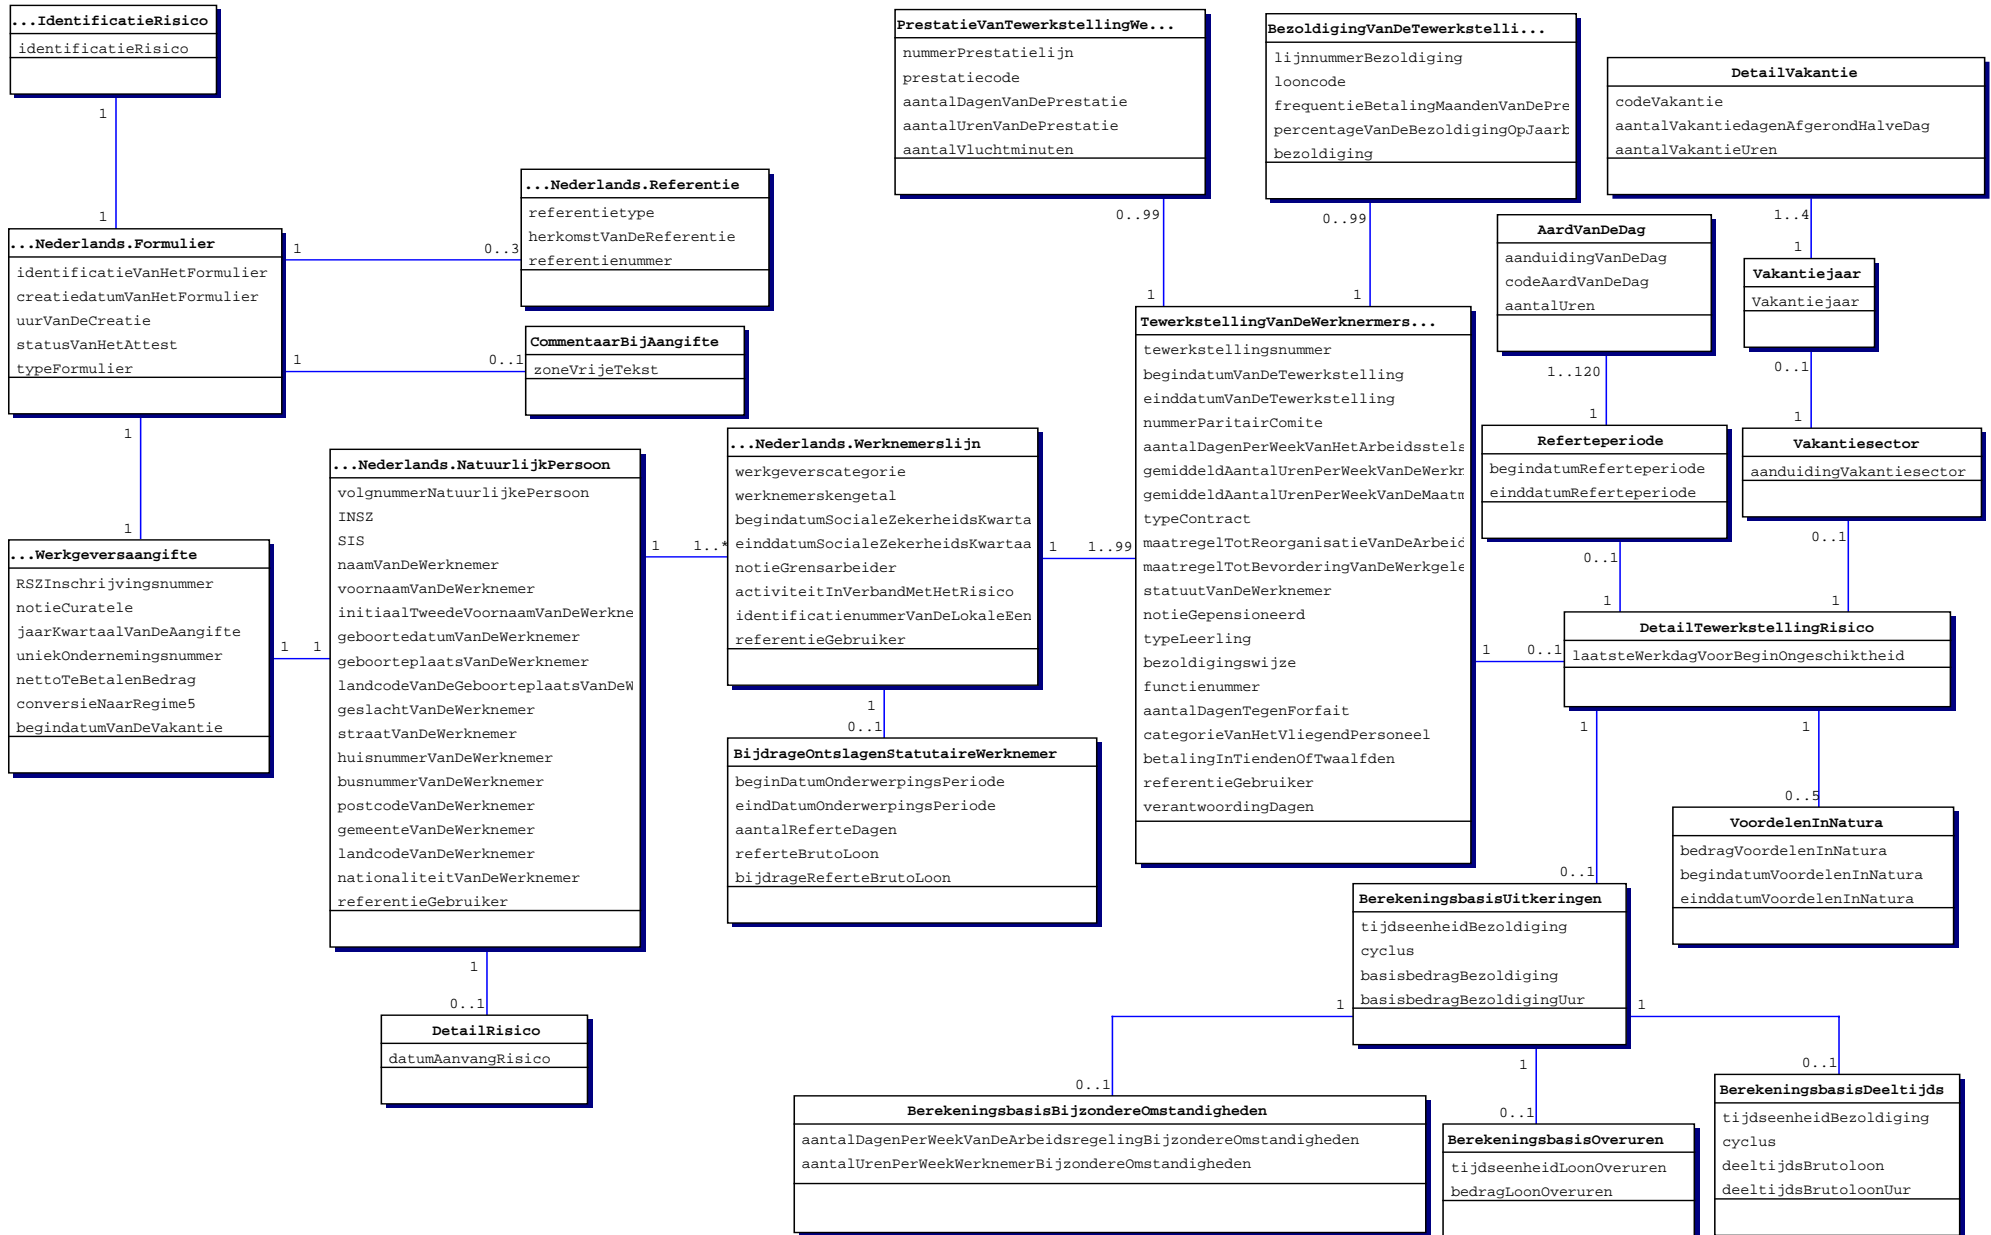 ...IdentificatieRisico
identificatieRisico
1
1
...Nederlands.Formulier
identificatieVanHetFormulier
creatiedatumVanHetFormulier
uurVanDeCreatie
statusVanHetAttest
typeFormulier
1
0..3
...Nederlands.Referentie
referentietype
herkomstVanDeReferentie
referentienummer
1
0..1
CommentaarBijAangifte
zoneVrijeTekst
1
1
...Werkgeversaangifte
RSZInschrijvingsnummer
notieCuratele
jaarKwartaalVanDeAangifte
uniekOndernemingsnummer
nettoTeBetalenBedrag
conversieNaarRegime5
begindatumVanDeVakantie
1
1
...Nederlands.NatuurlijkPersoon
volgnummerNatuurlijkePersoon
INSZ
SIS
naamVanDeWerknemer
voornaamVanDeWerknemer
initiaalTweedeVoornaamVanDeWerkne
geboortedatumVanDeWerknemer
geboorteplaatsVanDeWerknemer
landcodeVanDeGeboorteplaatsVanDeW
geslachtVanDeWerknemer
straatVanDeWerknemer
huisnummerVanDeWerknemer
busnummerVanDeWerknemer
postcodeVanDeWerknemer
gemeenteVanDeWerknemer
landcodeVanDeWerknemer
nationaliteitVanDeWerknemer
referentieGebruiker
1
0..1
DetailRisico
datumAanvangRisico
1
1..*
...Nederlands.Werknemerslijn
werkgeverscategorie
werknemerskengetal
begindatumSocialeZekerheidsKwarta
einddatumSocialeZekerheidsKwartaa
notieGrensarbeider
activiteitInVerbandMetHetRisico
identificatienummerVanDeLokaleEen
referentieGebruiker
1
0..1
BijdrageOntslagenStatutaireWerknemer
beginDatumOnderwerpingsPeriode
eindDatumOnderwerpingsPeriode
aantalReferteDagen
referteBrutoLoon
bijdrageReferteBrutoLoon
1
1..99
PrestatieVanTewerkstellingWe...
nummerPrestatielijn
prestatiecode
aantalDagenVanDePrestatie
aantalUrenVanDePrestatie
aantalVluchtminuten
0..99
1
BezoldigingVanDeTewerkstelli...
lijnnummerBezoldiging
looncode
frequentieBetalingMaandenVanDePre
percentageVanDeBezoldigingOpJaarb
bezoldiging
0..99
1
TewerkstellingVanDeWerknermers...
tewerkstellingsnummer
begindatumVanDeTewerkstelling
einddatumVanDeTewerkstelling
nummerParitairComite
aantalDagenPerWeekVanHetArbeidsstels
gemiddeldAantalUrenPerWeekVanDeWerkn
gemiddeldAantalUrenPerWeekVanDeMaatm
typeContract
maatregelTotReorganisatieVanDeArbeid
maatregelTotBevorderingVanDeWerkgele
statuutVanDeWerknemer
notieGepensioneerd
typeLeerling
bezoldigingswijze
functienummer
aantalDagenTegenForfait
categorieVanHetVliegendPersoneel
betalingInTiendenOfTwaalfden
referentieGebruiker
verantwoordingDagen
1
0..1
DetailVakantie
codeVakantie
aantalVakantiedagenAfgerondHalveDag
aantalVakantieUren
1..4
1
Vakantiejaar
Vakantiejaar
0..1
1
Vakantiesector
aanduidingVakantiesector
0..1
1
AardVanDeDag
aanduidingVanDeDag
codeAardVanDeDag
aantalUren
1..120
1
Referteperiode
begindatumReferteperiode
einddatumReferteperiode
0..1
1
DetailTewerkstellingRisico
laatsteWerkdagVoorBeginOngeschiktheid
1
0..1
1
0..5
VoordelenInNatura
bedragVoordelenInNatura
begindatumVoordelenInNatura
einddatumVoordelenInNatura
BerekeningsbasisUitkeringen
tijdseenheidBezoldiging
cyclus
basisbedragBezoldiging
basisbedragBezoldigingUur
1
0..1
1
0..1
1
0..1
BerekeningsbasisBijzondereOmstandigheden
aantalDagenPerWeekVanDeArbeidsregelingBijzondereOmstandigheden
aantalUrenPerWeekWerknemerBijzondereOmstandigheden
BerekeningsbasisOveruren
tijdseenheidLoonOveruren
bedragLoonOveruren
BerekeningsbasisDeeltijds
tijdseenheidBezoldiging
cyclus
deeltijdsBrutoloon
deeltijdsBrutoloonUur